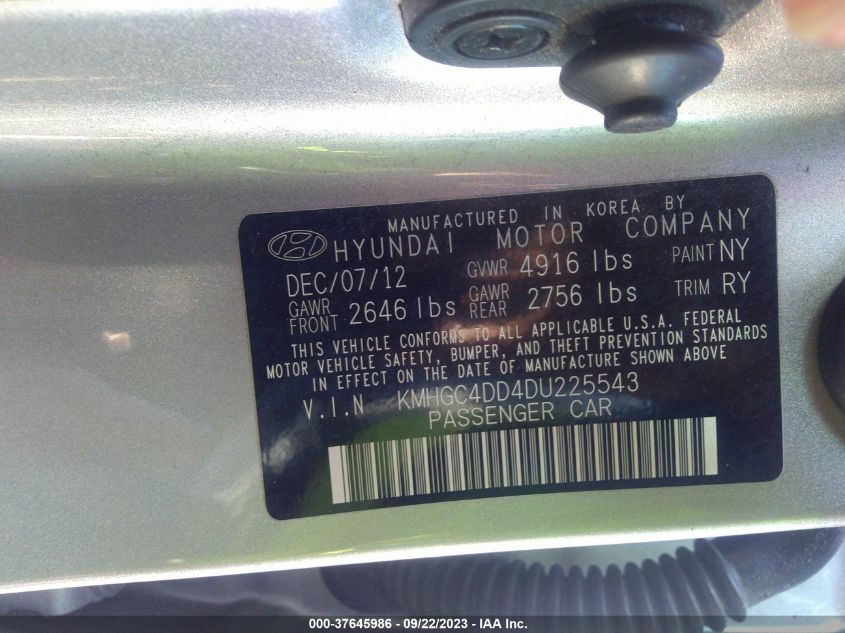 MANUFACTURED IN KOREA BY
HYUNDAI MOTOR COMPANY
DEC/07/12 GVWR 4916 lbs PAINT NY
GAWR FRONT 2646 lbs GAWR REAR 2756 lbs TRIM RY
THIS VEHICLE CONFORMS TO ALL APPLICABLE U.S.A. FEDERAL
MOTOR VEHICLE SAFETY, BUMPER, AND THEFT PREVENTION STANDARDS
IN EFFECT ON THE DATE OF MANUFACTURE SHOWN ABOVE
V.I.N KMHGC4DD4DU225543
PASSENGER CAR
000-37645986 - 09/22/2023 - IAA Inc.